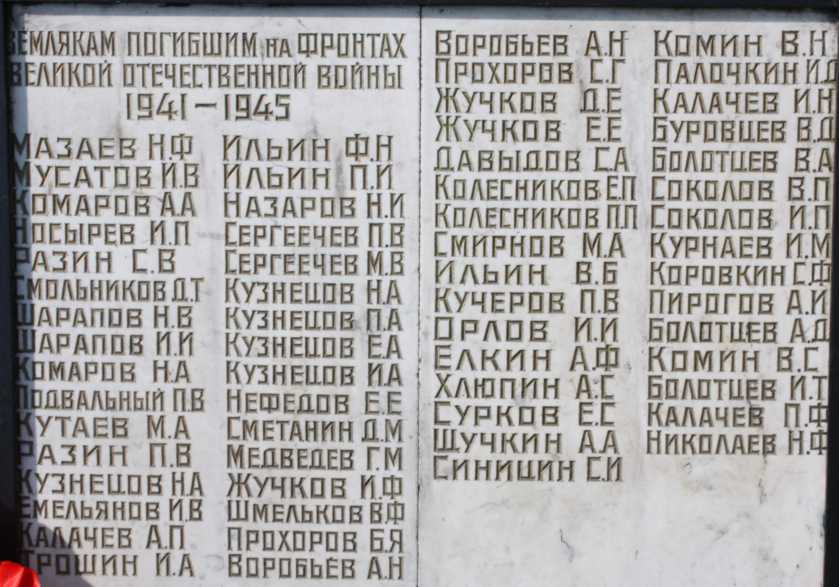 ЗЕМЛЯКАМ ПОГИБШИМ НА ФРОНТАХ
ВЕЛИКОЙ ОТЕЧЕСТВЕННОЙ ВОЙНЫ
1941-1945
МАЗАЕВ Н.Ф
МУСАТОВ И.В
КОМАРОВ А.А
НОСЫРЕВ И.П
РАЗИН С.В
СМОЛЬНИКОВ Д.Т
ШАРАПОВ Н.В
ШАРАПОВ И.И
КОМАРОВ Н.А
ПОДВАЛЬНЫЙ П.В
КУТАЕВ М.А
РАЗИН П.В
КУЗНЕЦОВ Н.А
ЕМЕЛЬЯНОВ И.В
КАЛАЧЕВ А.П
ТРОШИН И.А
ИЛЬИН Ф.Н
ИЛЬИН П.И
НАЗАРОВ Н.И
СЕРГЕЕЧЕВ П.В
СЕРГЕЕЧЕВ М.В
КУЗНЕЦОВ Н.А
КУЗНЕЦОВ П.А
КУЗНЕЦОВ Е.А
КУЗНЕЦОВ И.А
НЕФЕДОВ Е.Е
СМЕТАНИН Д.М
МЕДВЕДЕВ Г.М
ЖУЧКОВ И.Ф
ШМЕЛЬКОВ В.Ф
ПРОХОРОВ Б.Я
ВОРОБЬЁВ А.Н
ВОРОБЬЕВ А.Н
ПРОХОРОВ С.Г
ЖУЧКОВ Д.Е
ЖУЧКОВ Е.Е
ДАВЫДОВ С.А
КОЛЕСНИКОВ Е.П
КОЛЕСНИКОВ П.П
СМИРНОВ М.А
ИЛЬИН В.Б
КУЧЕРОВ П.В
ОРЛОВ И.И
ЕЛКИН А.Ф
ХЛЮПИН А.С
СУРКОВ Е.С
ЩУЧКИН А.А
СИНИЦИН С.И
КОМИН В.Н
ПАЛОЧКИН И.Д
КАЛАЧЕВ И.Н
БУРОВЦЕВ В.Д
БОЛОТЦЕВ В.А
СОКОЛОВ В.П
СОКОЛОВ И.П
КУРНАЕВ И.М
КОРОВКИН С.Ф
ПИРОГОВ А.И
БОЛОТЦЕВ А.Д
КОМИН В.С
БОЛОТЦЕВ И.Т
КАЛАЧЕВ П.Ф
НИКОЛАЕВ Н.Ф